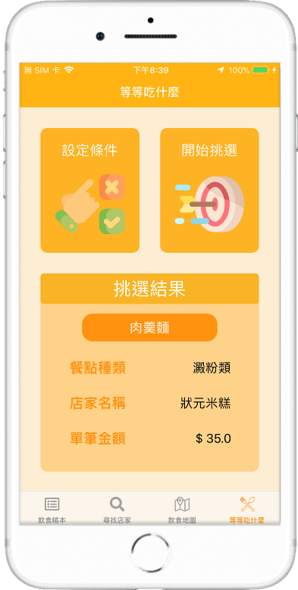 無 SIM 卡 下午8:39 100%
等等吃什麼
設定條件 開始挑選
挑選結果
肉羹麵
餐點種類 澱粉類
店家名稱 狀元米糕
單筆金額 $ 35.0
飲食帳本 尋找店家 飲食地圖 等等吃什麼